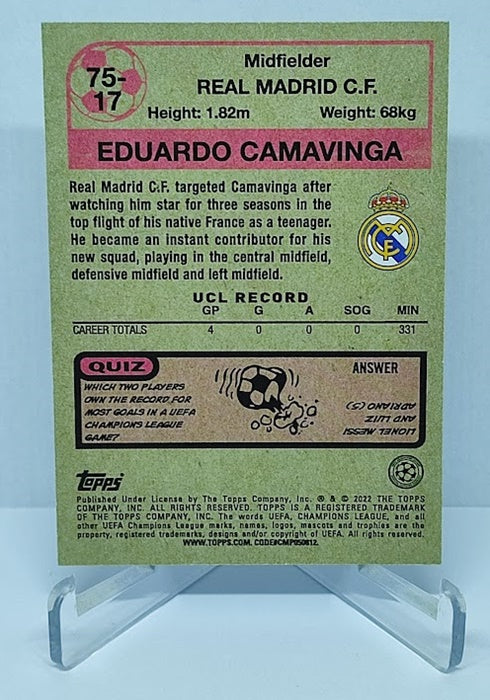 75-
17
Midfielder
REAL MADRID C.F.
Height: 1.82m Weight: 68kg
EDUARDO CAMAVINGA
Real Madrid C.F. targeted Camavinga after
watching him star for three seasons in the
top flight of his native France as a teenager.
He became an instant contributor for his
new squad, playing in the central midfield,
defensive midfield and left midfield.
UCL RECORD
GP G A SOG MIN
CAREER TOTALS 4 0 0 0 331
QUIZ
WHICH TWO PLAYERS
OWN THE RECORD FOR
MOST GOALS IN A UEFA
CHAMPIONS LEAGUE
GAME?
ANSWER
LIONEL MESSI
AND LUIZ
ADRIANO (5)
Topps
Published Under License by The Topps Company, Inc. ® & © 2022 THE TOPPS
COMPANY, INC. ALL RIGHTS RESERVED. TOPPS IS A REGISTERED TRADEMARK
OF THE TOPPS COMPANY, INC. The words UEFA, CHAMPIONS LEAGUE, and all
other UEFA Champions League marks, names, logos, mascots and trophies are the
property, registered trademarks, designs and/or copyright of UEFA. All rights reserved.
WWW.TOPPS.COM. CODE#CMP050812.